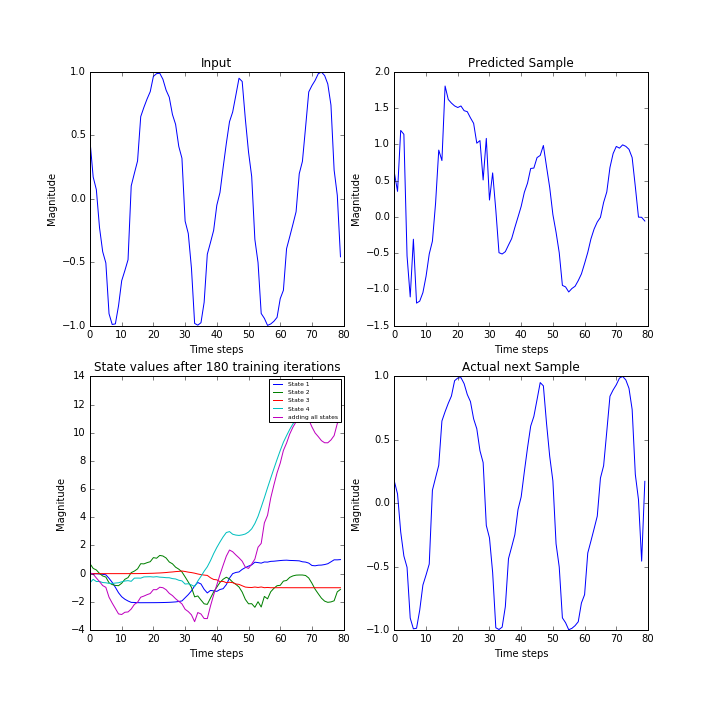 Input
1.0
0.5
0.0
−0.5
−1.0
Magnitude
0 10 20 30 40 50 60 70 80
Time steps
Predicted Sample
2.0
1.5
1.0
0.5
0.0
−0.5
−1.0
−1.5
Magnitude
0 10 20 30 40 50 60 70 80
Time steps
State values after 180 training iterations
14
12
10
8
6
4
2
0
−2
−4
Magnitude
State 1
State 2
State 3
State 4
adding all states
0 10 20 30 40 50 60 70 80
Time steps
Actual next Sample
1.0
0.5
0.0
−0.5
−1.0
Magnitude
0 10 20 30 40 50 60 70 80
Time steps